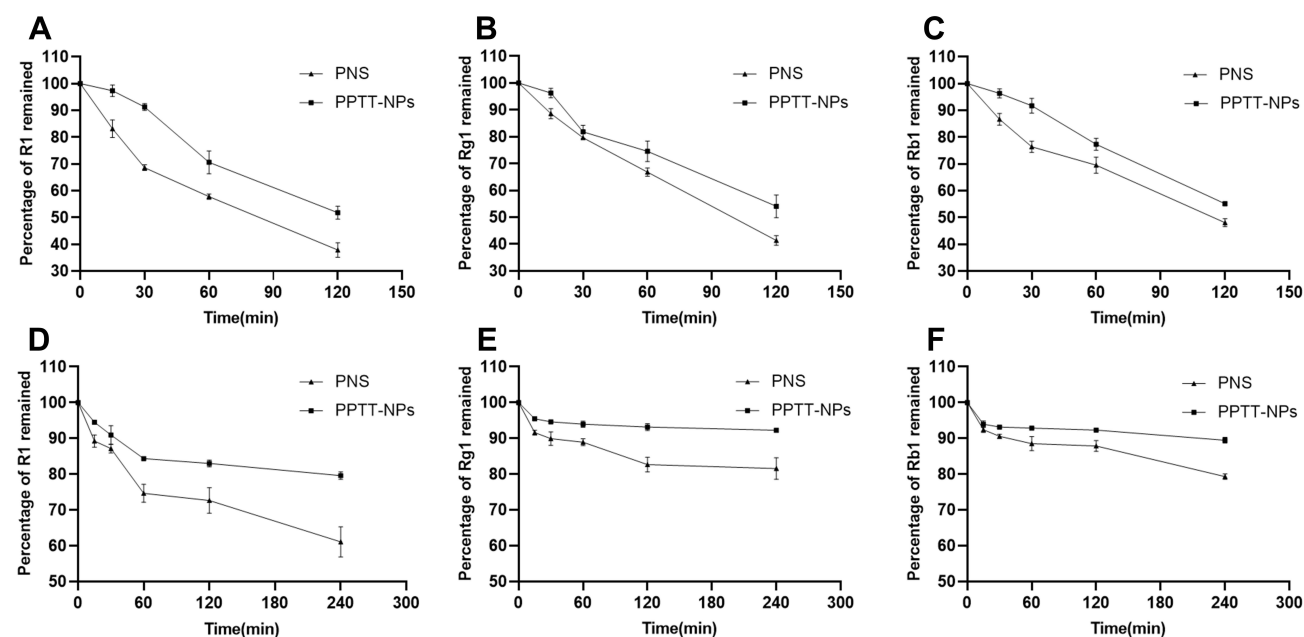 A
Percentage of R1 remained
110
100
90
80
70
60
50
40
30
0 30 60 90 120 150
Time(min)
PNS
PPTT-NPs
B
Percentage of Rg1 remained
110
100
90
80
70
60
50
40
30
0 30 60 90 120 150
Time(min)
PNS
PPTT-NPs
C
Percentage of Rb1 remained
110
100
90
80
70
60
50
40
30
0 30 60 90 120 150
Time(min)
PNS
PPTT-NPs
D
Percentage of R1 remained
110
100
90
80
70
60
50
0 60 120 180 240 300
Time(min)
PNS
PPTT-NPs
E
Percentage of Rg1 remained
110
100
90
80
70
60
50
0 60 120 180 240 300
Time(min)
PNS
PPTT-NPs
F
Percentage of Rb1 remained
110
100
90
80
70
60
50
0 60 120 180 240 300
Time(min)
PNS
PPTT-NPs